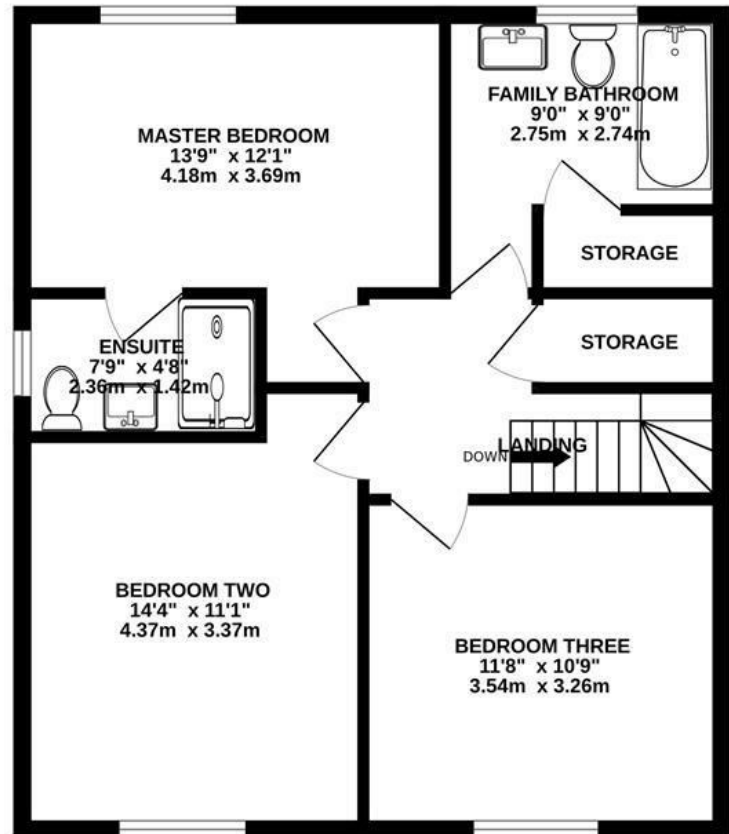 MASTER BEDROOM
13'9" x 12'1"
4.18m x 3.69m
FAMILY BATHROOM
9'0" x 9'0"
2.75m x 2.74m
STORAGE
STORAGE
ENSUITE
7'9" x 4'8"
2.36m x 1.42m
LANDING
DOWN
BEDROOM TWO
14'4" x 11'1"
4.37m x 3.37m
BEDROOM THREE
11'8" x 10'9"
3.54m x 3.26m